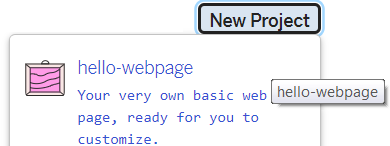 New Project
hello-webpage
Your very own basic web
page, ready for you to
customize.
hello-webpage